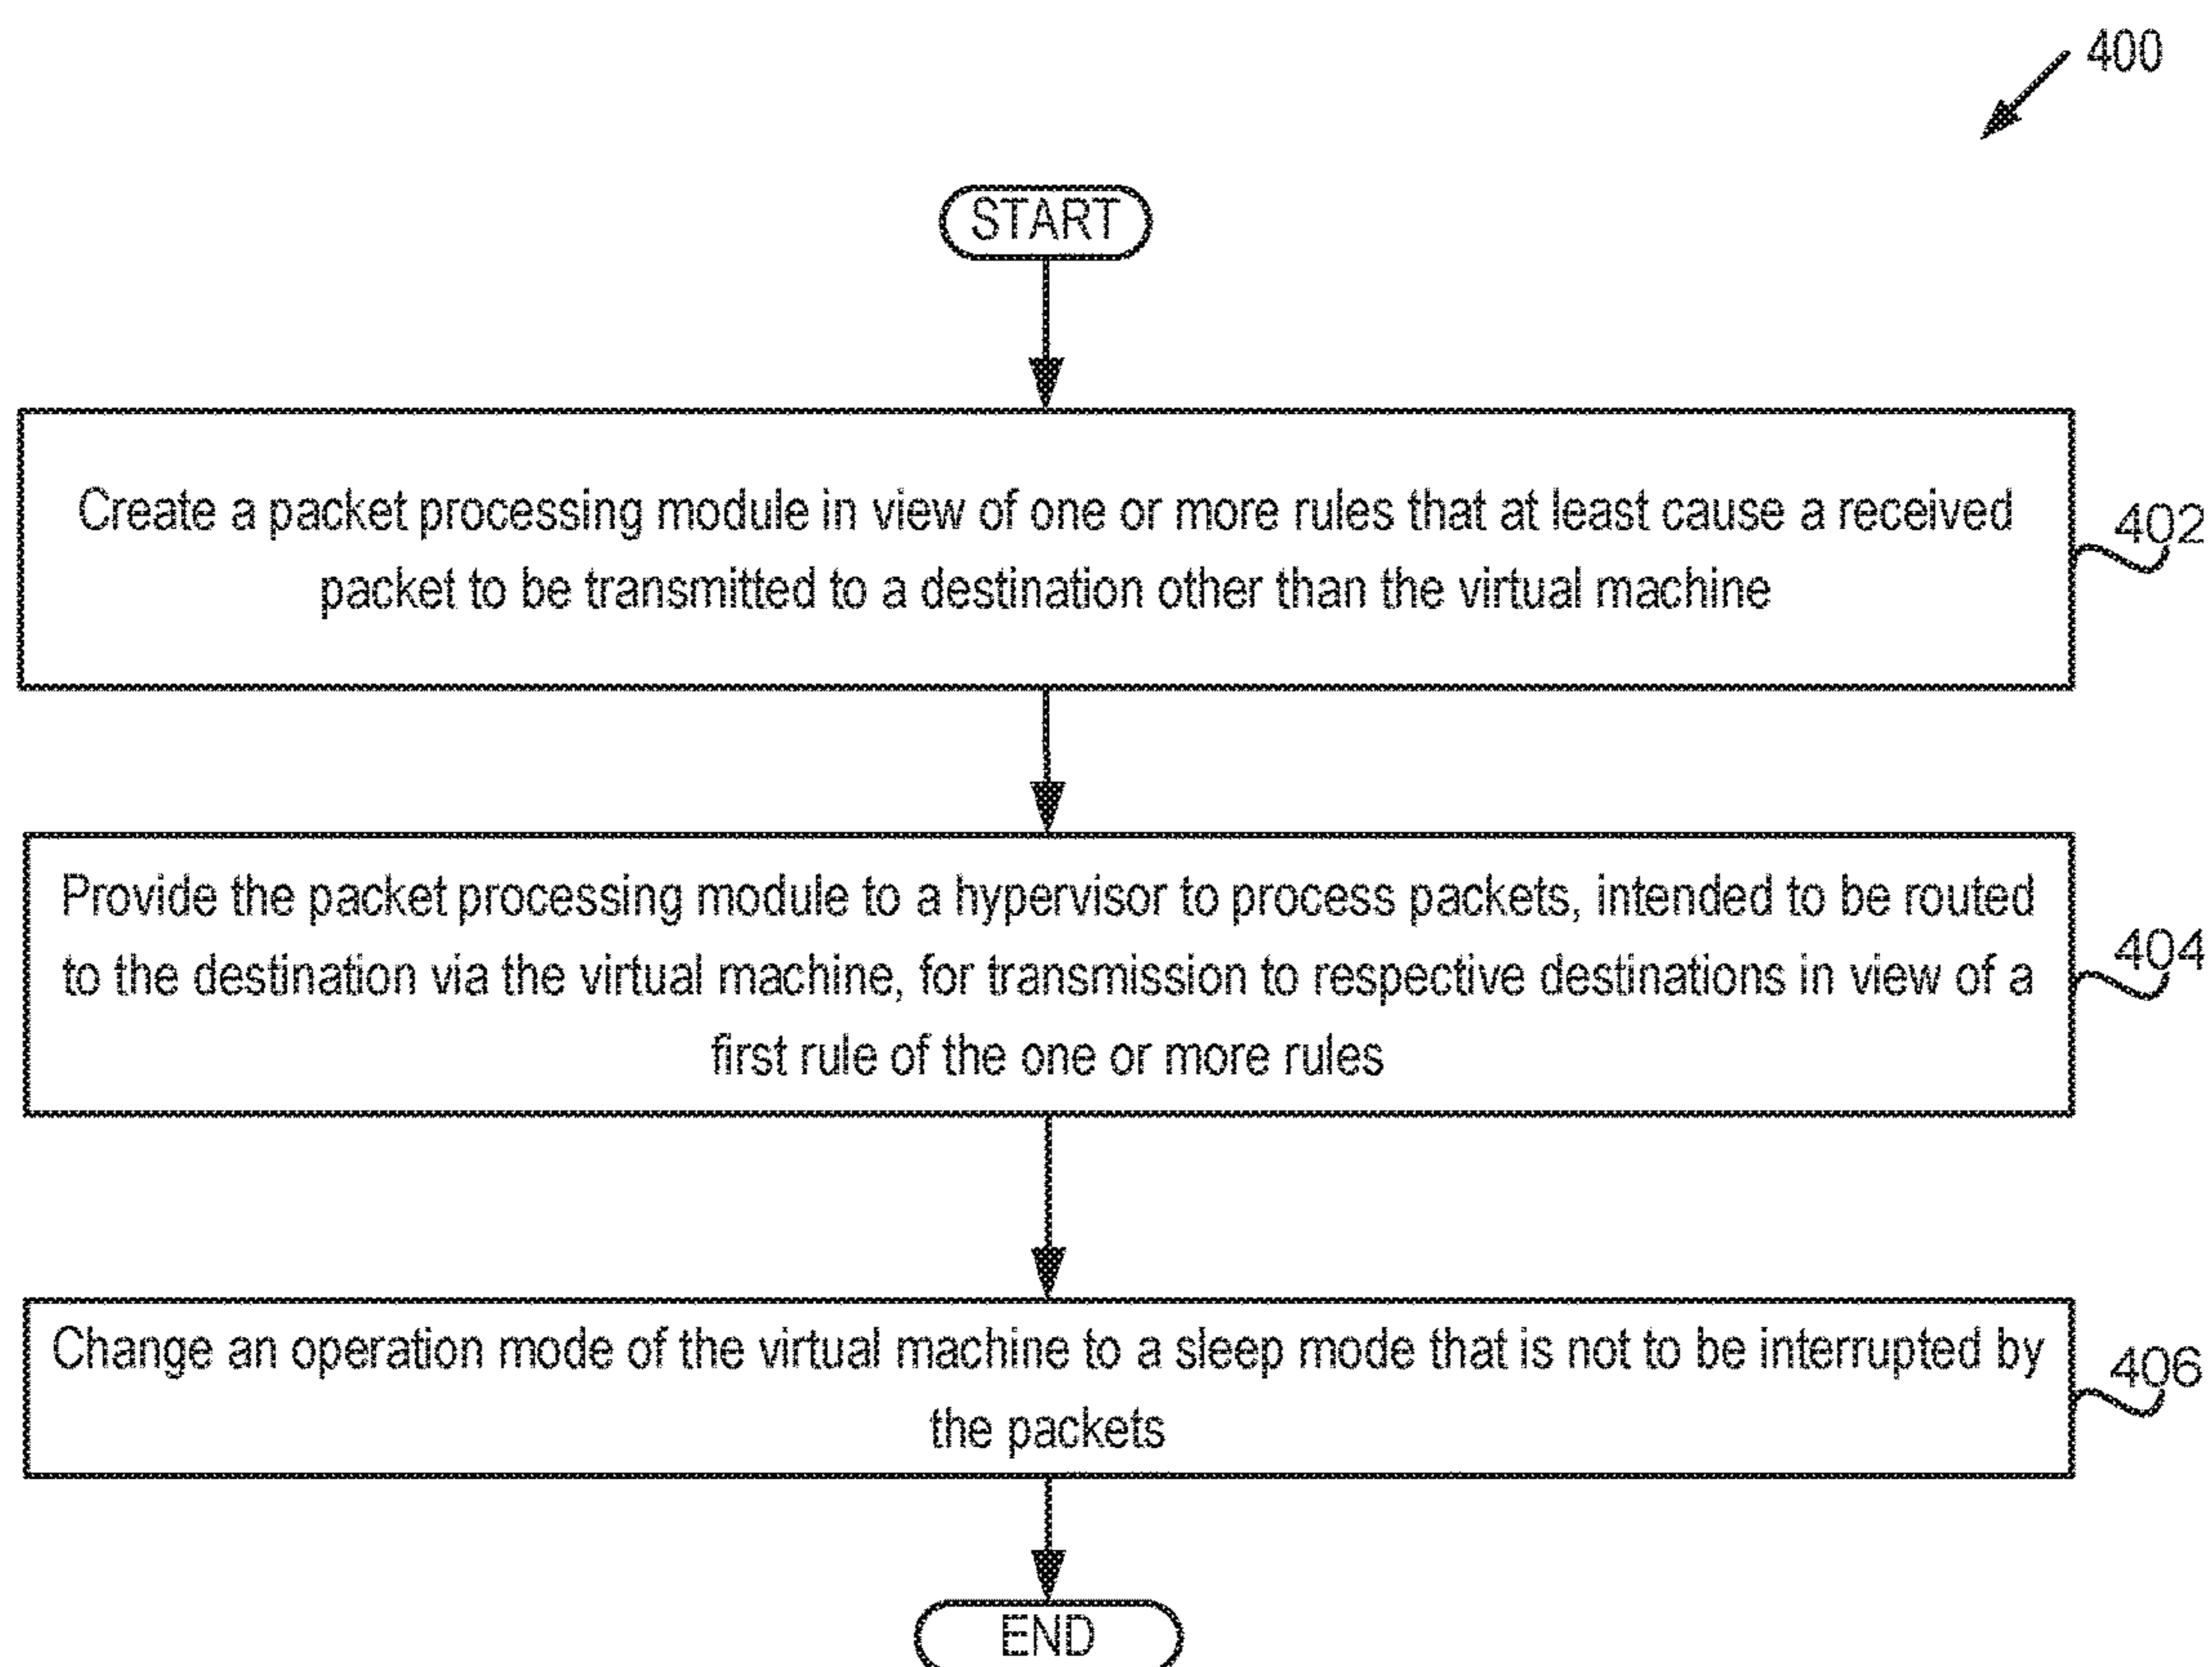 400
START
Create a packet processing module in view of one or more rules that at least cause a received
packet to be transmitted to a destination other than the virtual machine
402
Provide the packet processing module to a hypervisor to process packets, intended to be routed
to the destination via the virtual machine, for transmission to respective destinations in view of a
first rule of the one or more rules
404
Change an operation mode of the virtual machine to a sleep mode that is not to be interrupted by
the packets
406
END